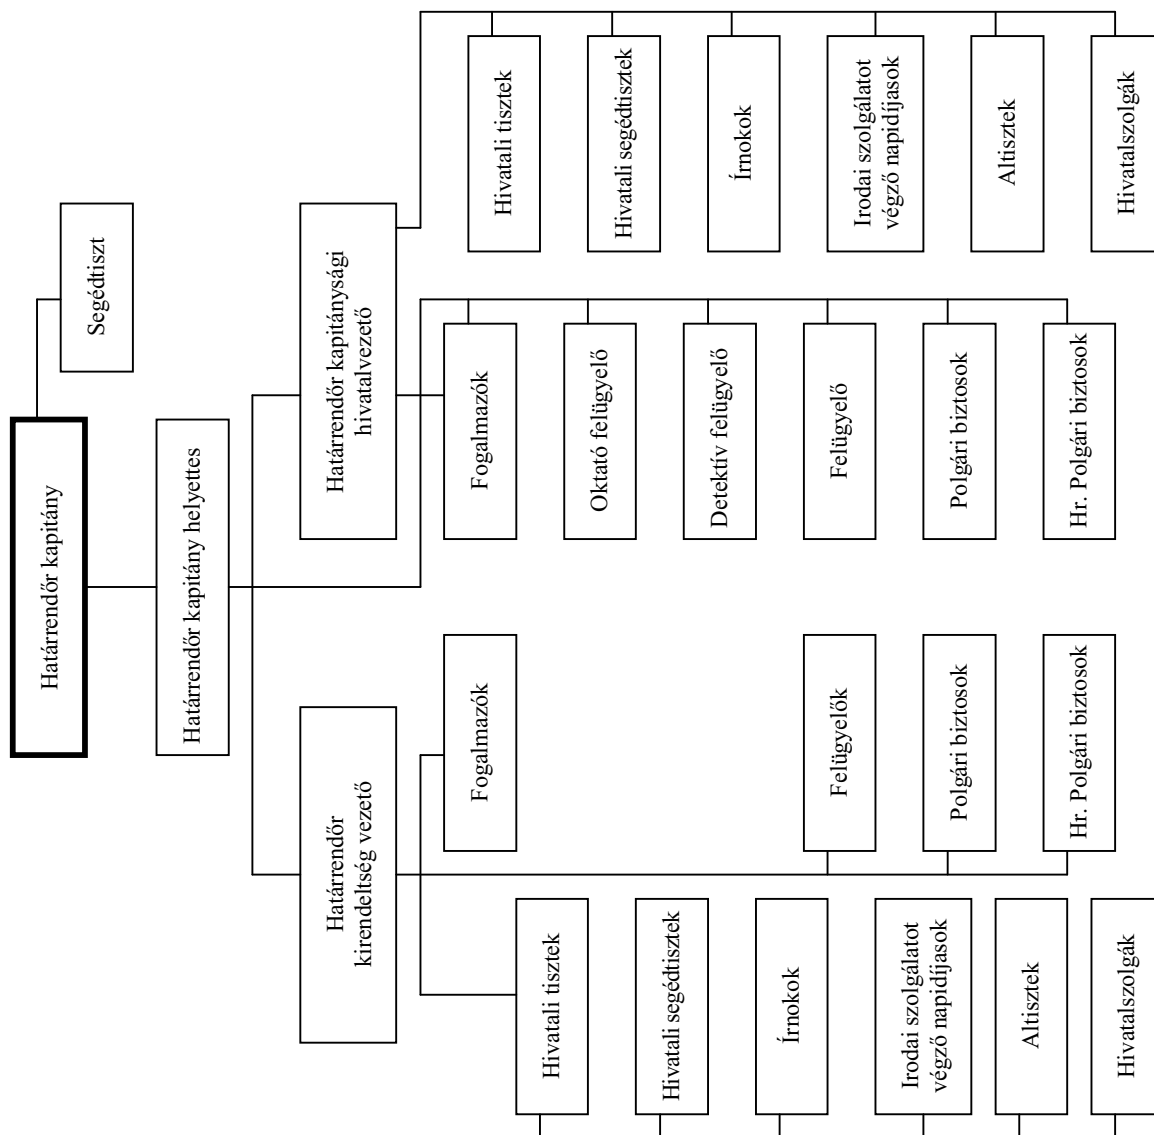 Határrendőr kapitány
Segédtiszt
Határrendőr kapitány helyettes
Határrendőr
kirendeltség vezető
Határrendőr kapitánysági
hivatalvezető
Hivatali tisztek
Hivatali segédtisztek
Írnokok
Irodai szolgálatot
végző napidíjasok
Altisztek
Hivatalszolgák
Fogalmazók
Felügyelők
Polgári biztosok
Hr. Polgári biztosok
Fogalmazók
Oktató felügyelő
Detektív felügyelő
Felügyelő
Polgári biztosok
Hr. Polgári biztosok
Hivatali tisztek
Hivatali segédtisztek
Írnokok
Irodai szolgálatot
végző napidíjasok
Altisztek
Hivatalszolgák